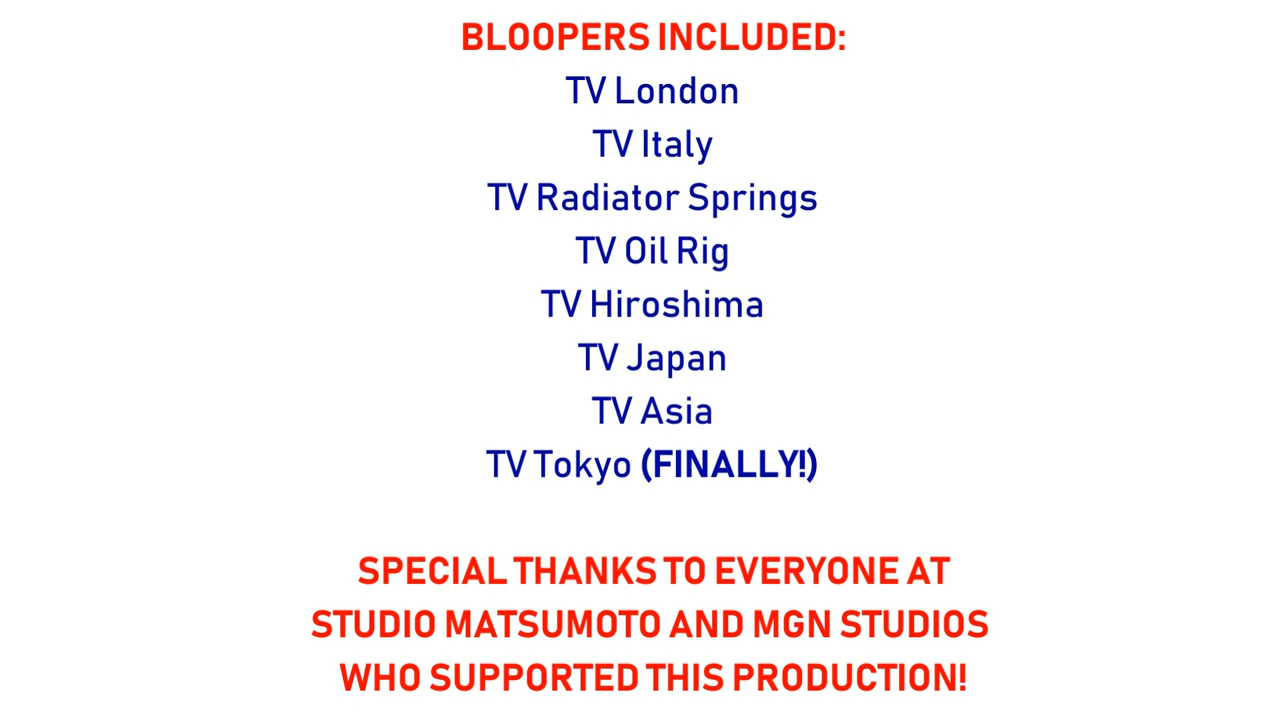 BLOOPERS INCLUDED:
TV London
TV Italy
TV Radiator Springs
TV Oil Rig
TV Hiroshima
TV Japan
TV Asia
TV Tokyo (FINALLY!)
SPECIAL THANKS TO EVERYONE AT
STUDIO MATSUMOTO AND MGN STUDIOS
WHO SUPPORTED THIS PRODUCTION!